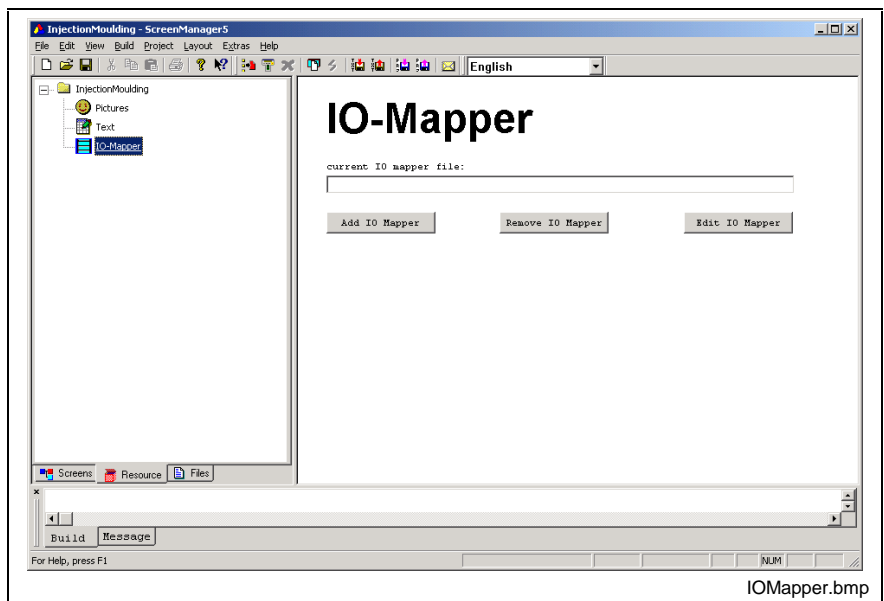 InjectionMoulding - ScreenManager5
File Edit View Build Project Layout Extras Help
English
InjectionMoulding
Pictures
Text
IO-Mapper
IO-Mapper
current IO mapper file:
Add IO Mapper Remove IO Mapper Edit IO Mapper
Screens Resource Files
Build Message
For Help, press F1 NUM
IOMapper.bmp